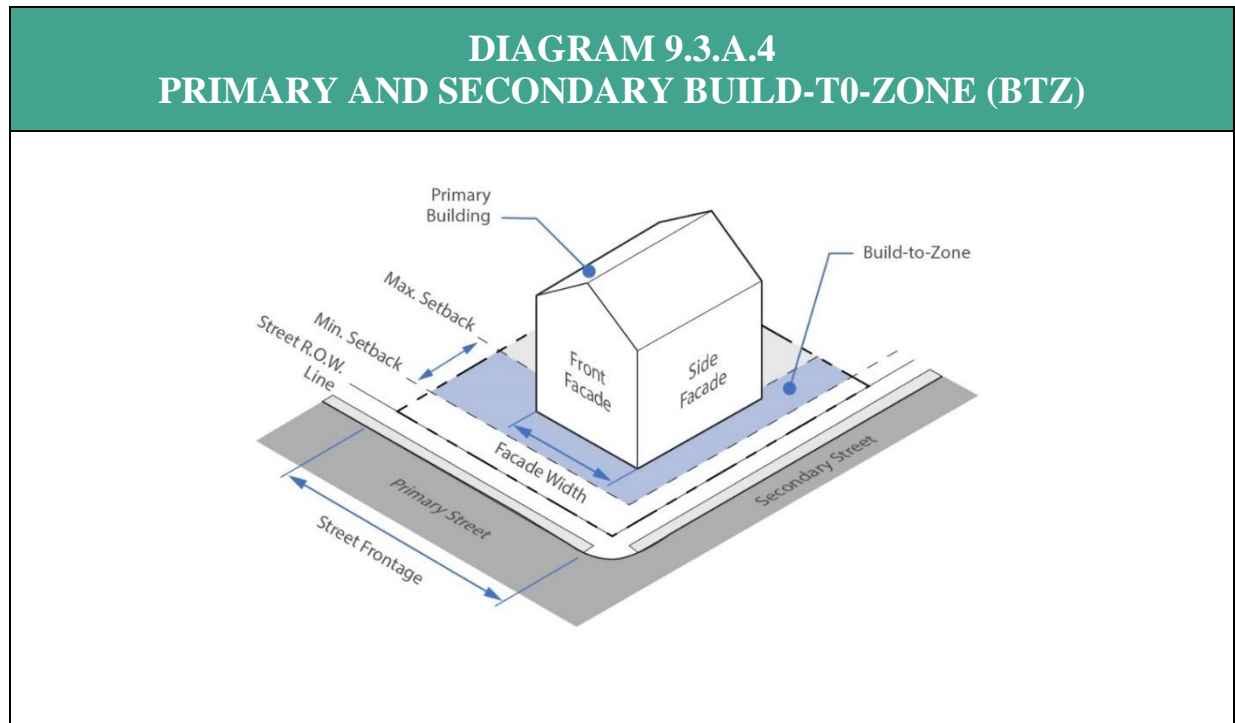 DIAGRAM 9.3.A.4
PRIMARY AND SECONDARY BUILD-T0-ZONE (BTZ)
Primary
Building
Build-to-Zone
Max. Setback
Min. Setback
Street R.O.W.
Line
Front
Facade
Side
Facade
Facade Width
Primary Street
Secondary Street
Street Frontage